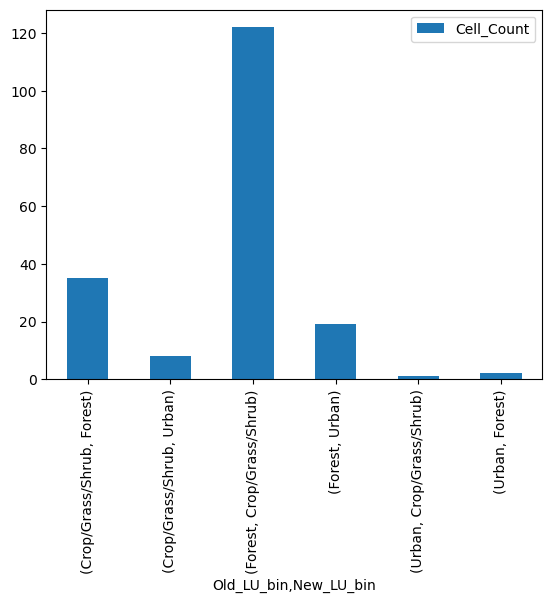 Cell_Count
120
100
80
60
40
20
0
(Crop/Grass/Shrub, Forest)
(Crop/Grass/Shrub, Urban)
(Forest, Crop/Grass/Shrub)
(Forest, Urban)
(Urban, Crop/Grass/Shrub)
(Urban, Forest)
Old_LU_bin,New_LU_bin